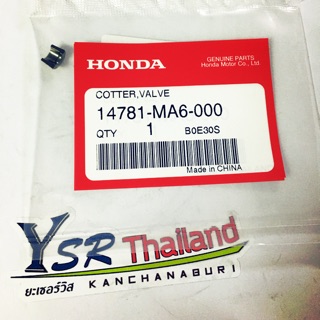 HONDA
GENUINE PARTS
Honda Motor Co., Ltd.
COTTER,VALVE
14781-MA6-000
QTY 1 B0E30S
Made in CHINA
YSR Thailand
ยะเซอร์วิส KANCHANABURI